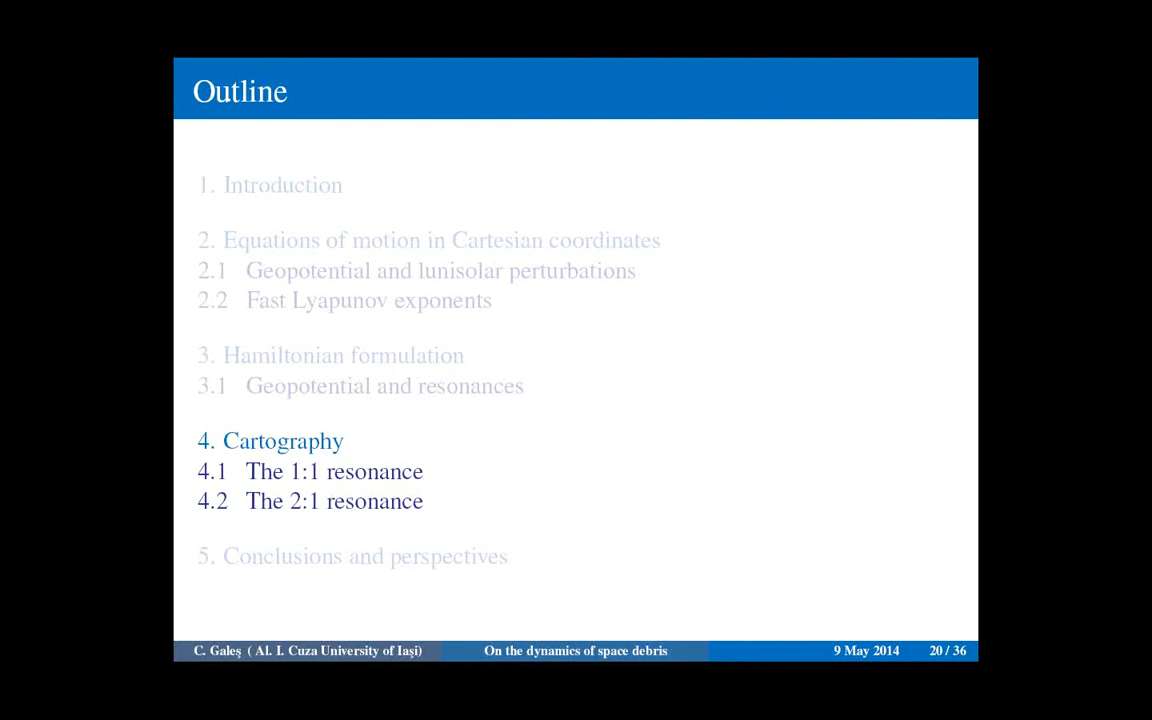 Outline
1. Introduction
2. Equations of motion in Cartesian coordinates
2.1 Geopotential and lunisolar perturbations
2.2 Fast Lyapunov exponents
3. Hamiltonian formulation
3.1 Geopotential and resonances
4. Cartography
4.1 The 1:1 resonance
4.2 The 2:1 resonance
5. Conclusions and perspectives
C. Galeş ( Al. I. Cuza University of Iaşi) On the dynamics of space debris 9 May 2014 20 / 36